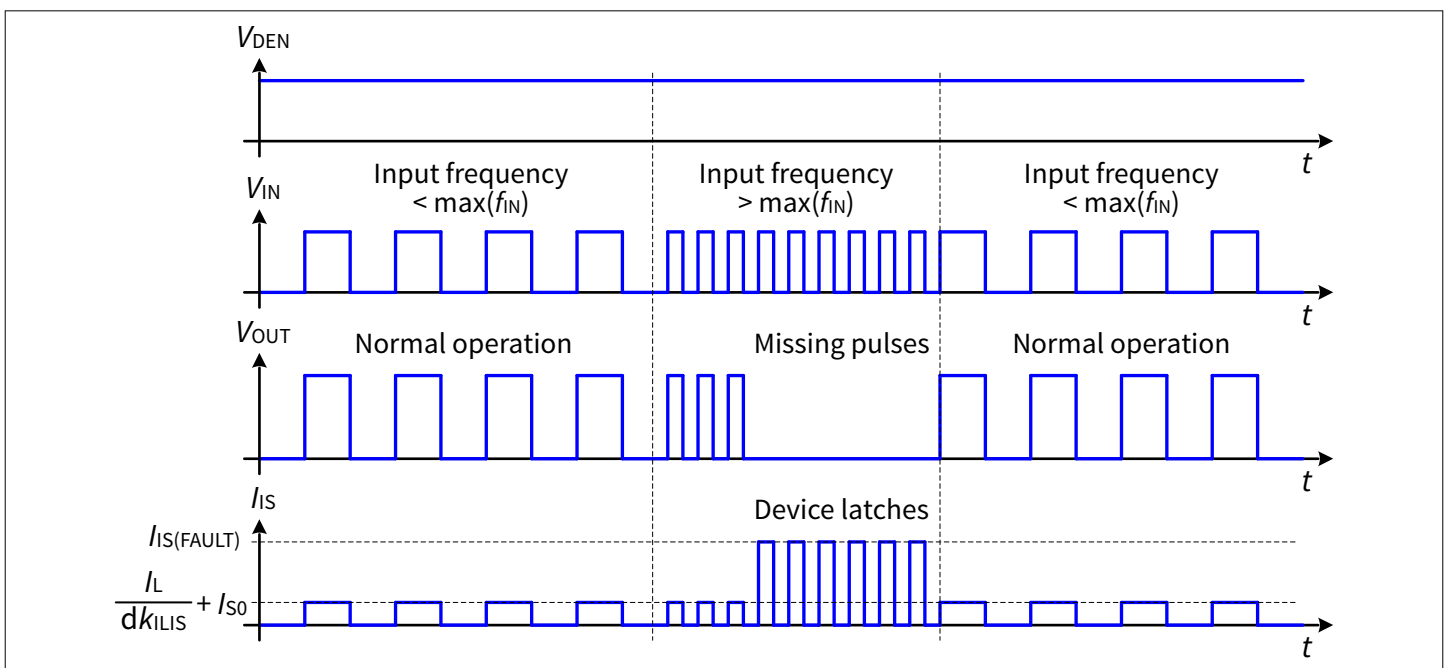 VDEN
t
Input frequency
< max(fIN)
Input frequency
> max(fIN)
Input frequency
< max(fIN)
VIN
t
VOUT
Normal operation
Missing pulses
Normal operation
t
IIS
Device latches
IIS(FAULT)
IL
dkILIS
+ IS0
t